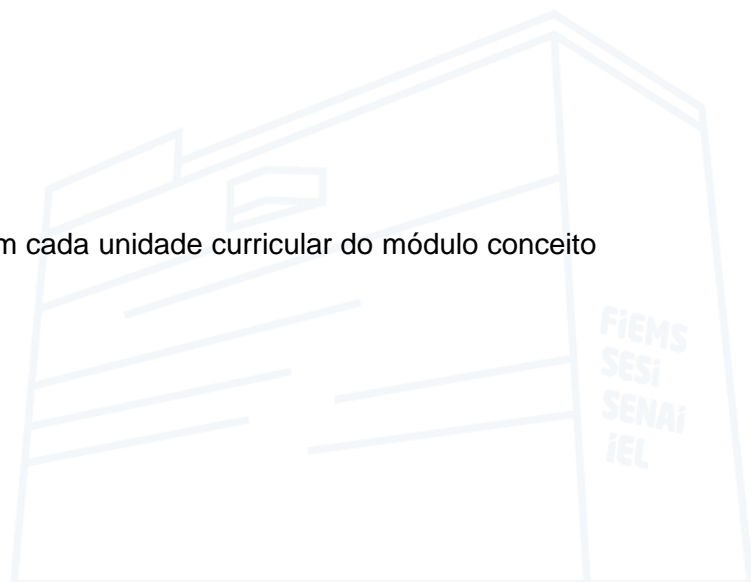 cada unidade curricular do módulo conceito
FiEMS
SESi
SENAi
iEL